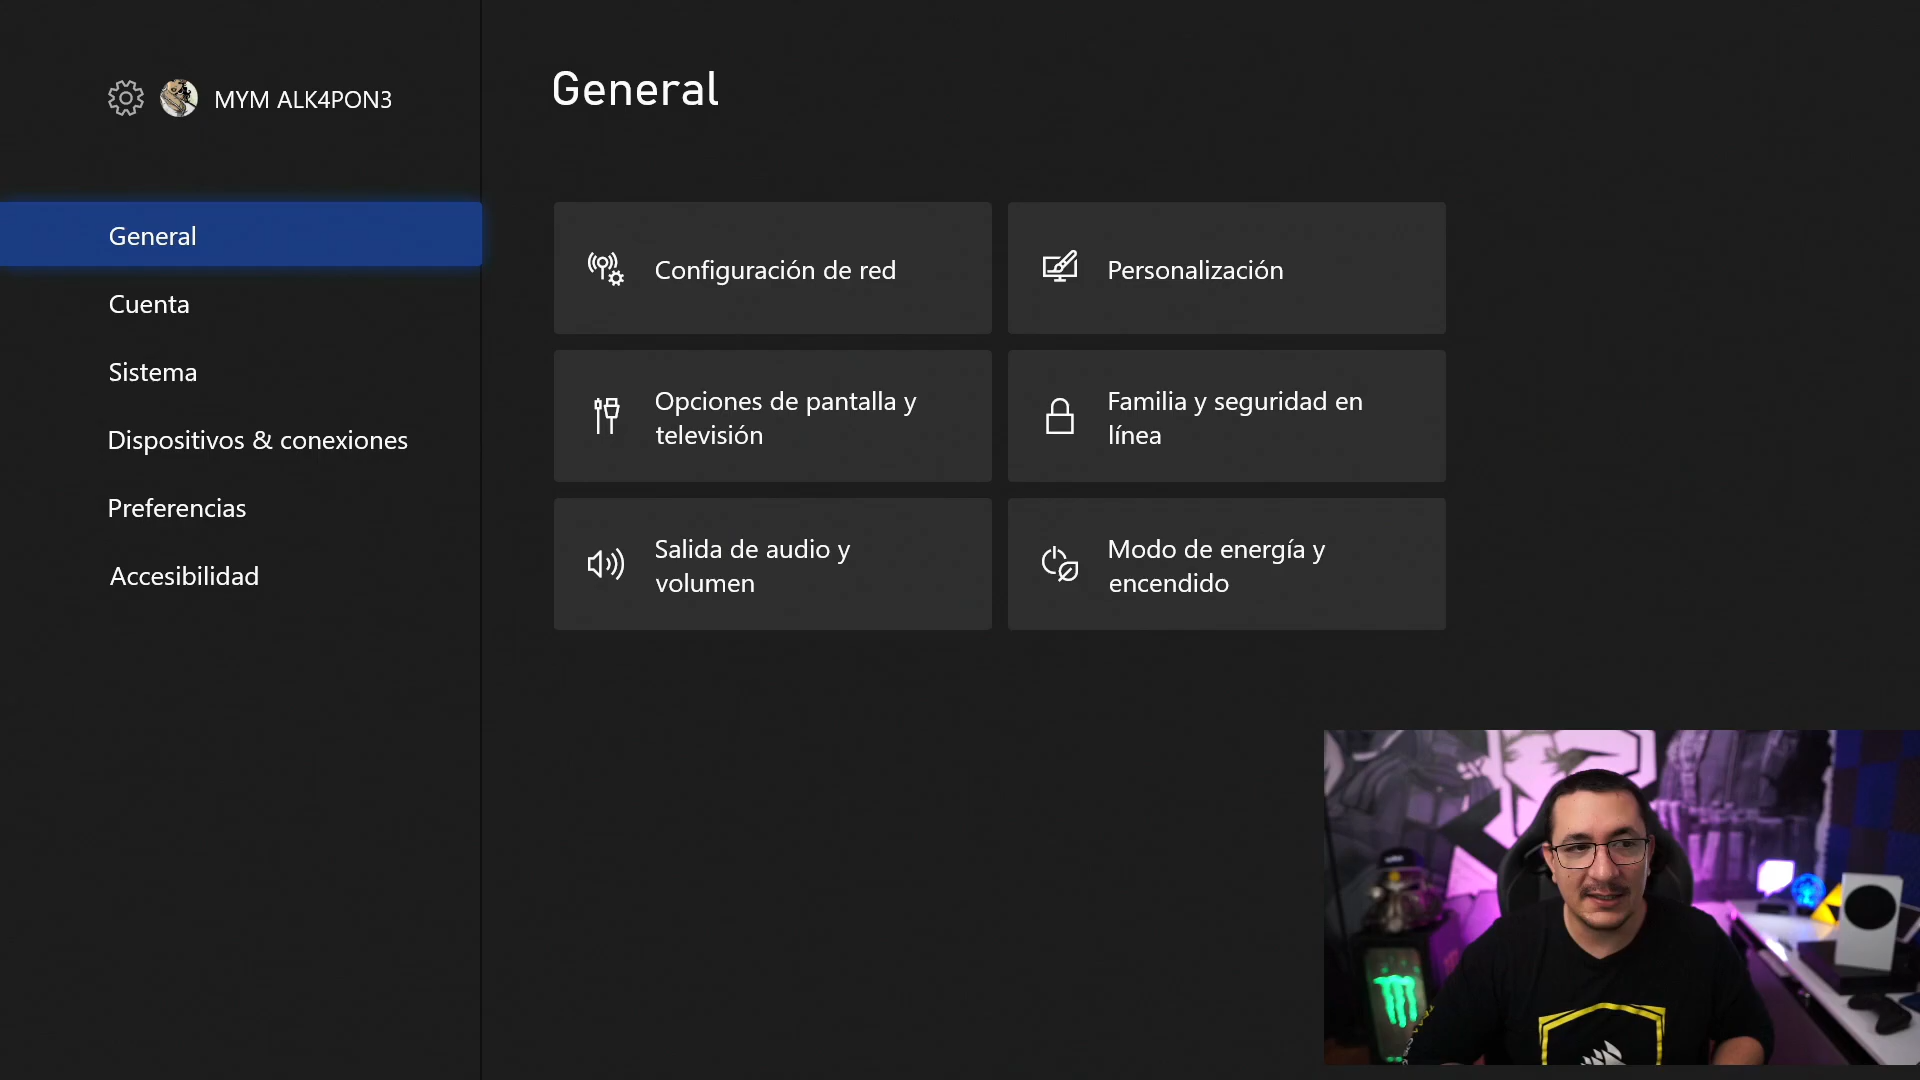 MYM ALK4PON3
General
General
Cuenta
Sistema
Dispositivos & conexiones
Preferencias
Accesibilidad
Configuración de red
Personalización
Opciones de pantalla y
televisión
Familia y seguridad en
línea
Salida de audio y
volumen
Modo de energía y
encendido